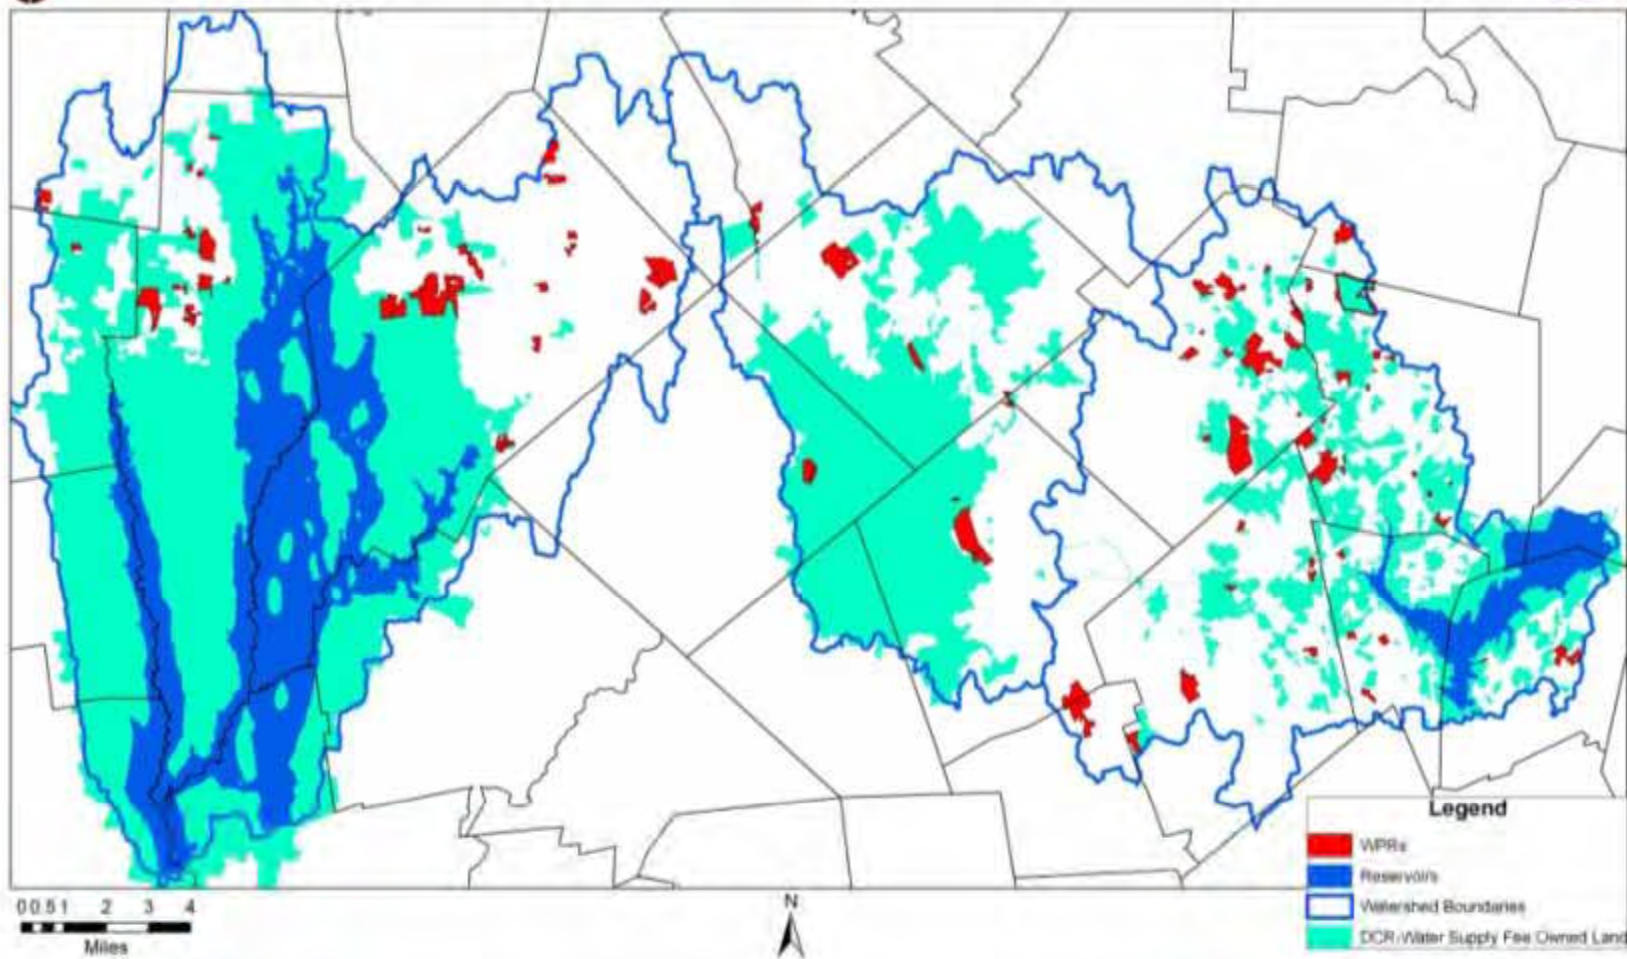 N
0 0.5 1 2 3 4
Miles
Legend
WPRs
Reservoirs
Watershed Boundaries
DCR-Water Supply Fee Owned Land